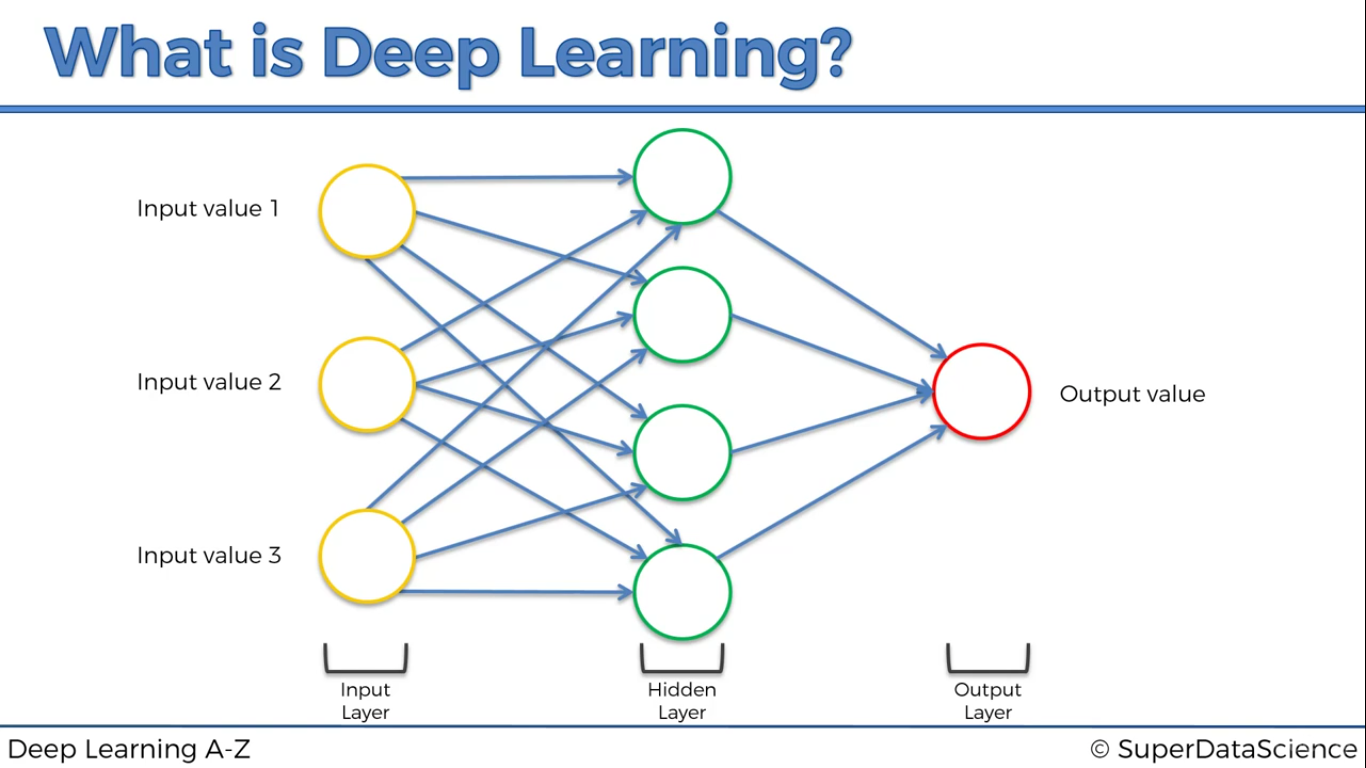 What is Deep Learning?
Input value 1
Input value 2
Input value 3
Output value
Input
Layer
Hidden
Layer
Output
Layer
Deep Learning A-Z
© SuperDataScience